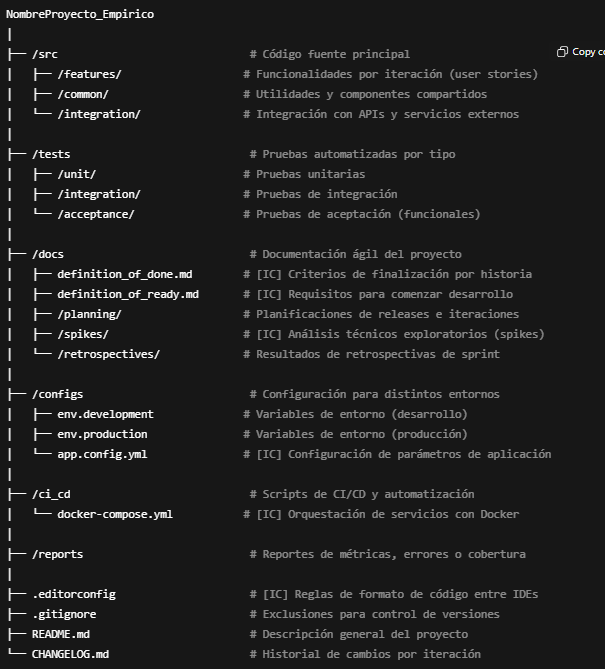 NombreProyecto_Empirico
|
├── /src # Código fuente principal
| ├── /features/ # Funcionalidades por iteración (user stories)
| ├── /common/ # Utilidades y componentes compartidos
| └── /integration/ # Integración con APIs y servicios externos
|
├── /tests # Pruebas automatizadas por tipo
| ├── /unit/ # Pruebas unitarias
| ├── /integration/ # Pruebas de integración
| └── /acceptance/ # Pruebas de aceptación (funcionales)
|
├── /docs # Documentación ágil del proyecto
| ├── definition_of_done.md # [IC] Criterios de finalización por historia
| ├── definition_of_ready.md # [IC] Requisitos para comenzar desarrollo
| ├── /planning/ # Planificaciones de releases e iteraciones
| ├── /spikes/ # [IC] Análisis técnicos exploratorios (spikes)
| └── /retrospectives/ # Resultados de retrospectivas de sprint
|
├── /configs # Configuración para distintos entornos
| ├── env.development # Variables de entorno (desarrollo)
| ├── env.production # Variables de entorno (producción)
| └── app.config.yml # [IC] Configuración de parámetros de aplicación
|
├── /ci_cd # Scripts de CI/CD y automatización
| └── docker-compose.yml # [IC] Orquestación de servicios con Docker
|
├── /reports # Reportes de métricas, errores o cobertura
|
├── .editorconfig # [IC] Reglas de formato de código entre IDEs
├── .gitignore # Exclusiones para control de versiones
├── README.md # Descripción general del proyecto
└── CHANGELOG.md # Historial de cambios por iteración
Copy co